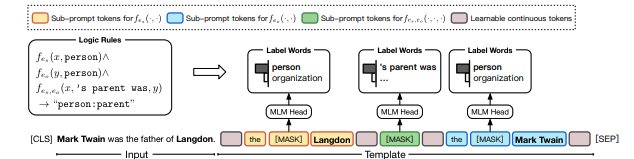 Sub-prompt tokens for f_{e_s}(·, ·) Sub-prompt tokens for f_{e_o}(·, ·) Sub-prompt tokens for f_{e_s,e_o}(·, ·, ·) Learnable continuous tokens
Logic Rules
f_{e_s}(x, person)∧
f_{e_o}(y, person)∧
f_{e_s,e_o}(x, 's parent was, y)
→ "person:parent"
Label Words
person
organization
MLM Head
Label Words
's parent was
...
MLM Head
Label Words
person
organization
MLM Head
[CLS] Mark Twain was the father of Langdon. the [MASK] Langdon [MASK] the [MASK] Mark Twain [SEP]
Input Template